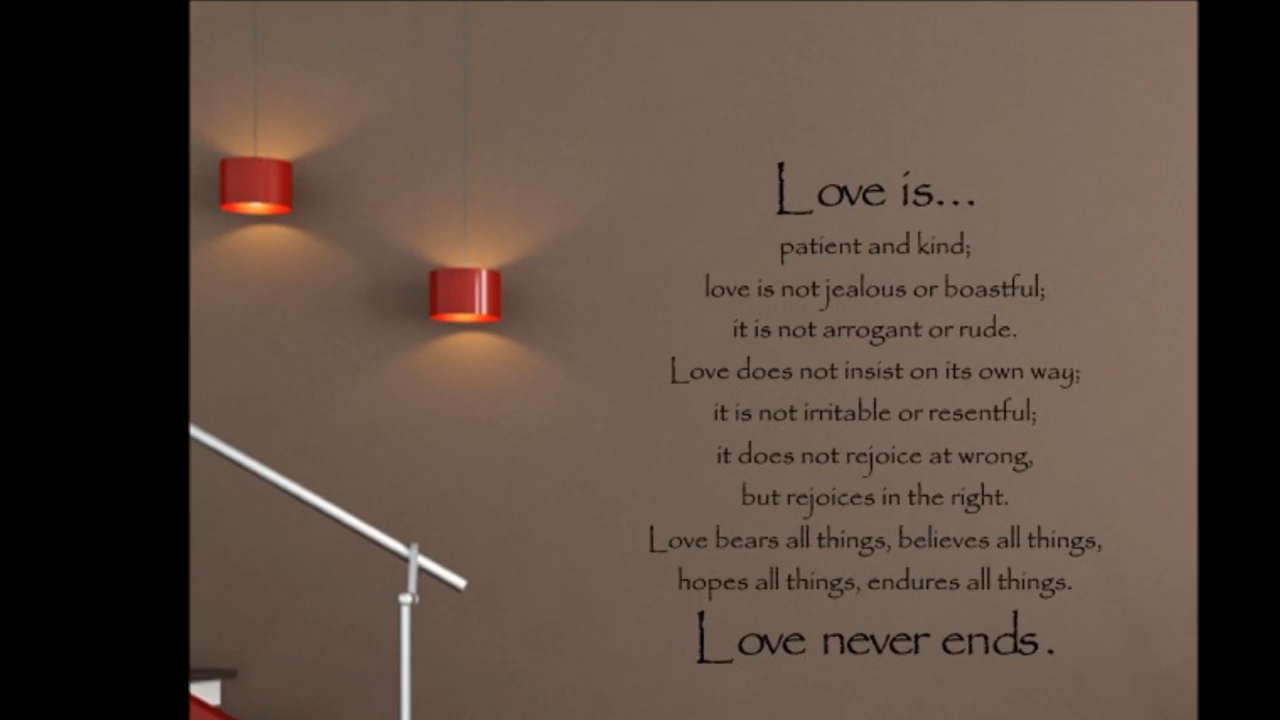 Love is...
patient and kind;
love is not jealous or boastful;
it is not arrogant or rude.
Love does not insist on its own way;
it is not irritable or resentful;
it does not rejoice at wrong,
but rejoices in the right.
Love bears all things, believes all things,
hopes all things, endures all things.
Love never ends.